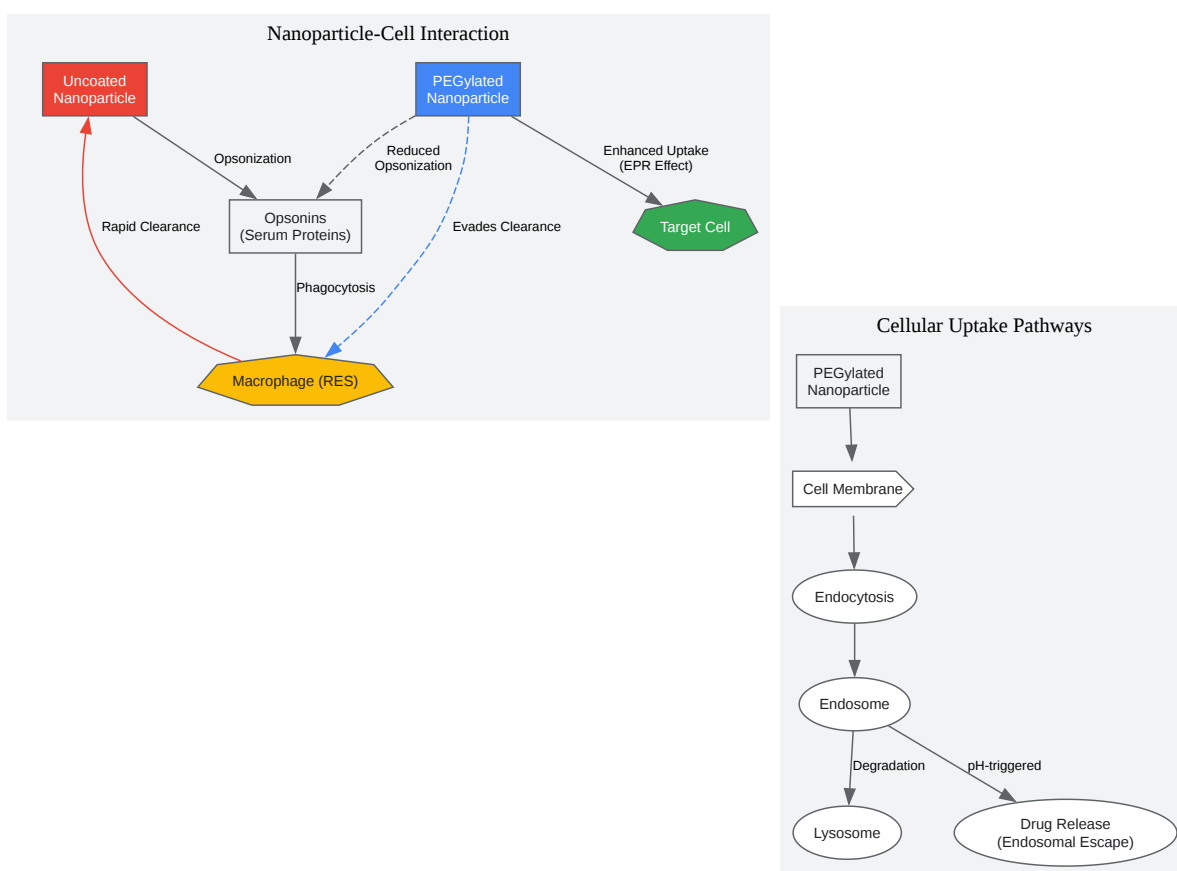 Nanoparticle-Cell Interaction
Uncoated
Nanoparticle
PEGylated
Nanoparticle
Opsonization
Reduced
Opsonization
Enhanced Uptake
(EPR Effect)
Rapid Clearance
Opsonins
(Serum Proteins)
Evades Clearance
Target Cell
Phagocytosis
Macrophage (RES)
Cellular Uptake Pathways
PEGylated
Nanoparticle
Cell Membrane
Endocytosis
Endosome
Degradation
pH-triggered
Lysosome
Drug Release
(Endosomal Escape)